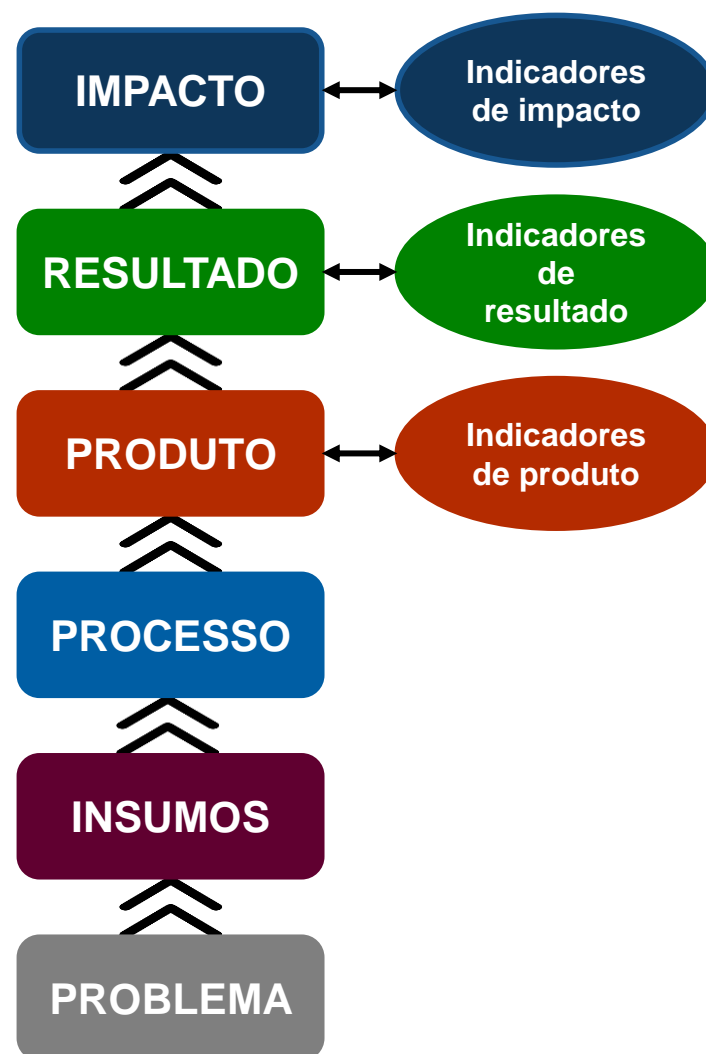 IMPACTO
Indicadores
de impacto
RESULTADO
Indicadores
de
resultado
PRODUTO
Indicadores
de produto
PROCESSO
INSUMOS
PROBLEMA